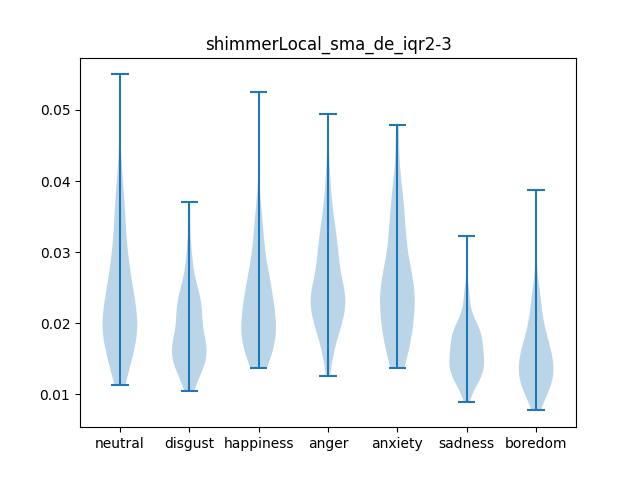 shimmerLocal_sma_de_iqr2-3
0.05
0.04
0.03
0.02
0.01
neutral disgust happiness anger anxiety sadness boredom